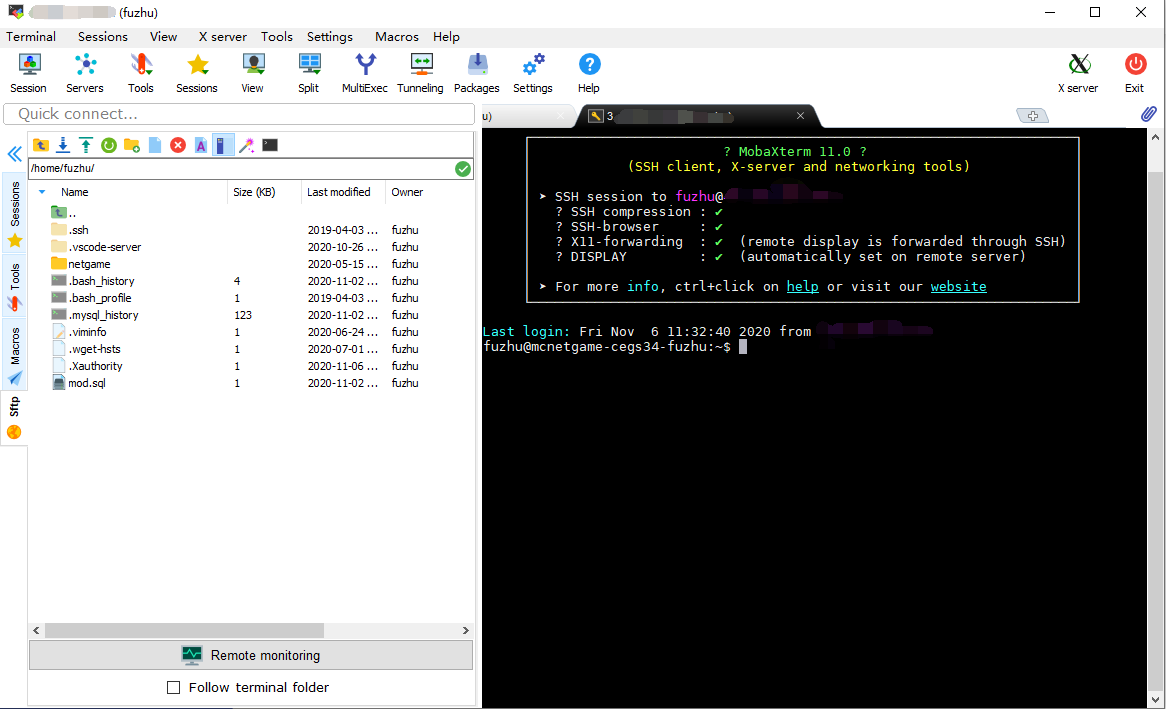 (fuzhu)
Terminal Sessions View X server Tools Settings Macros Help
Session Servers Tools Sessions View Split MultiExec Tunneling Packages Settings Help X server Exit
Quick connect...
u) 3
/home/fuzhu/
Name Size (KB) Last modified Owner
..
.ssh 2019-04-03 ... fuzhu
.vscode-server 2020-10-26 ... fuzhu
netgame 2020-05-15 ... fuzhu
.bash_history 4 2020-11-02 ... fuzhu
.bash_profile 1 2019-04-03 ... fuzhu
.mysql_history 123 2020-11-02 ... fuzhu
.viminfo 1 2020-06-24 ... fuzhu
.wget-hsts 1 2020-07-01 ... fuzhu
.Xauthority 1 2020-11-06 ... fuzhu
mod.sql 1 2020-11-02 ... fuzhu
Sessions
Tools
Macros
Sftp
Remote monitoring
Follow terminal folder
? MobaXterm 11.0 ?
(SSH client, X-server and networking tools)
➤ SSH session to fuzhu@
? SSH compression : ✔
? SSH-browser : ✔
? X11-forwarding : ✔ (remote display is forwarded through SSH)
? DISPLAY : ✔ (automatically set on remote server)
➤ For more info, ctrl+click on help or visit our website
Last login: Fri Nov 6 11:32:40 2020 from
fuzhu@mcnetgame-cegs34-fuzhu:~$